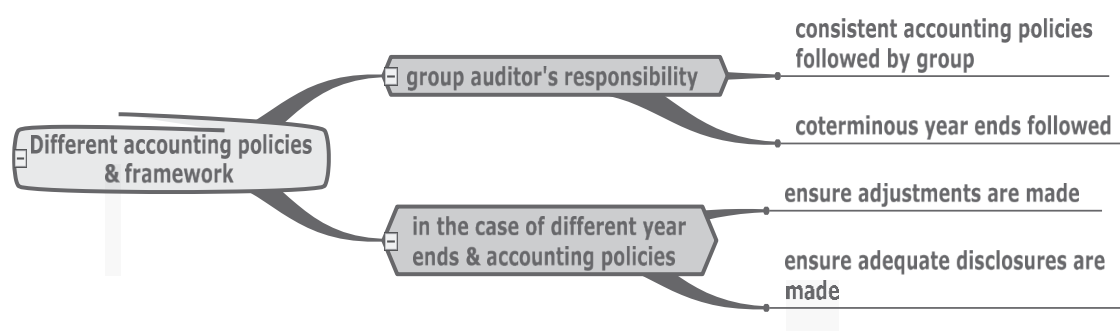 Different accounting policies
& framework
group auditor's responsibility
consistent accounting policies
followed by group
coterminous year ends followed
in the case of different year
ends & accounting policies
ensure adjustments are made
ensure adequate disclosures are
made